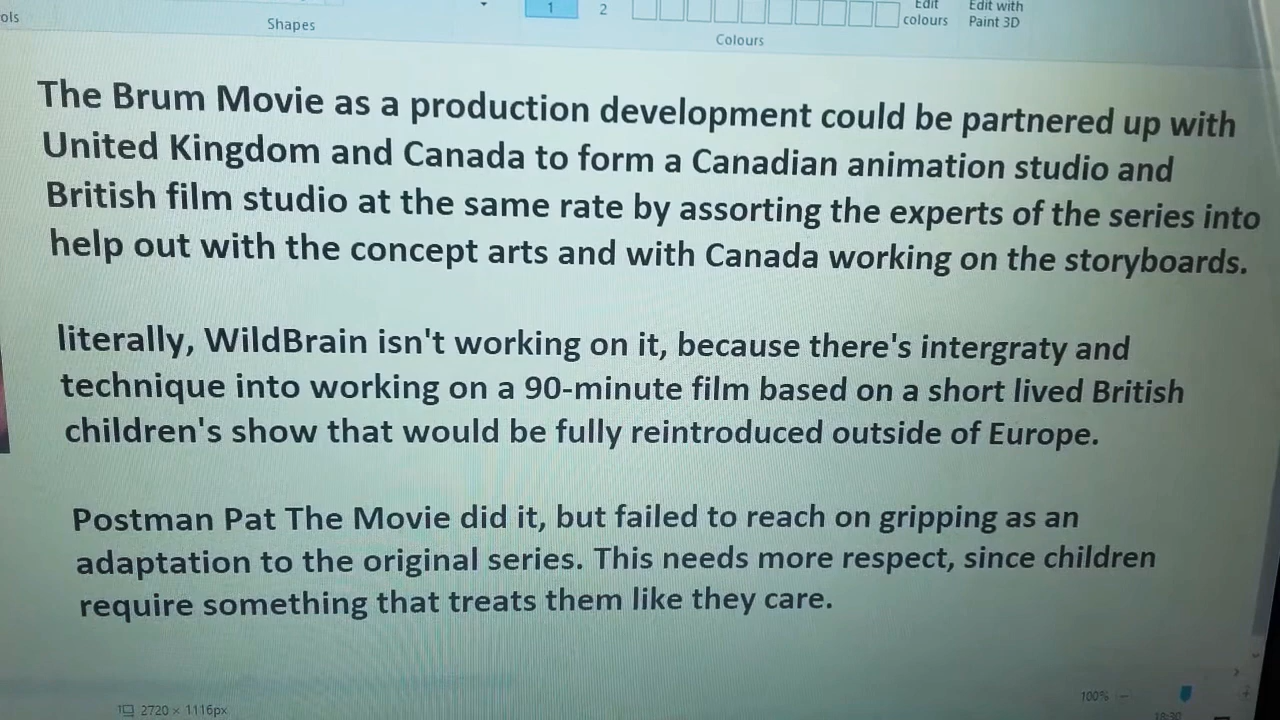 ols
Shapes
1
2
Colours
Edit
colours
Edit with
Paint 3D
The Brum Movie as a production development could be partnered up with
United Kingdom and Canada to form a Canadian animation studio and
British film studio at the same rate by assorting the experts of the series into
help out with the concept arts and with Canada working on the storyboards.
literally, WildBrain isn't working on it, because there's intergraty and
technique into working on a 90-minute film based on a short lived British
children's show that would be fully reintroduced outside of Europe.
Postman Pat The Movie did it, but failed to reach on gripping as an
adaptation to the original series. This needs more respect, since children
require something that treats them like they care.
2720 × 1116px
100%